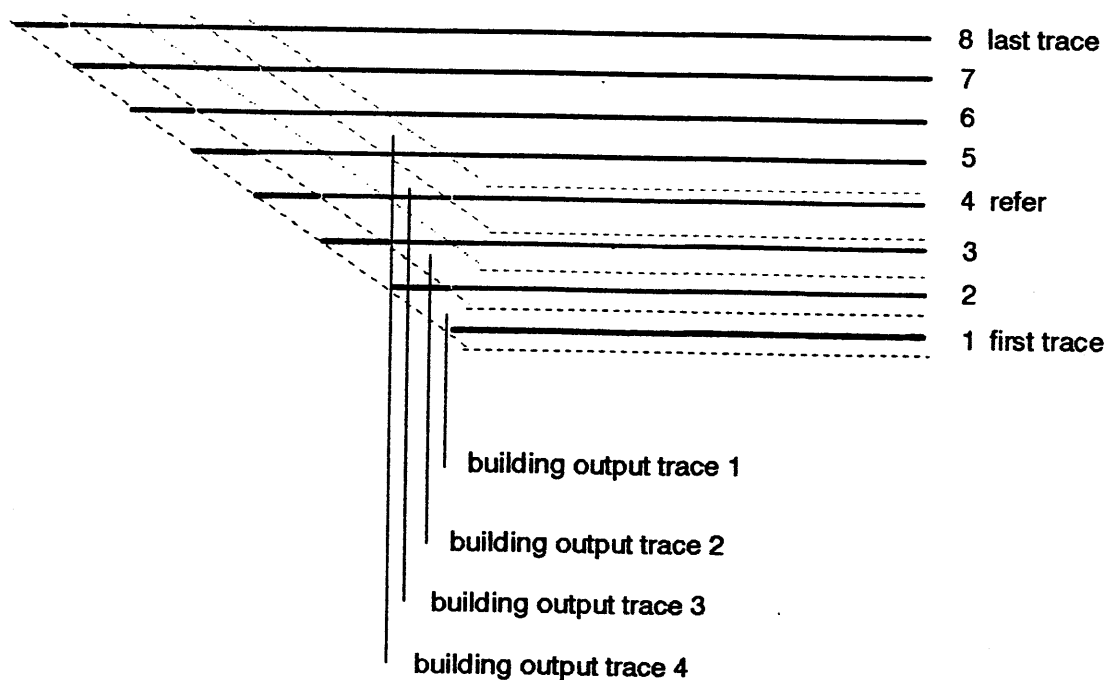 8 last trace
7
6
5
4 refer
3
2
1 first trace
building output trace 1
building output trace 2
building output trace 3
building output trace 4